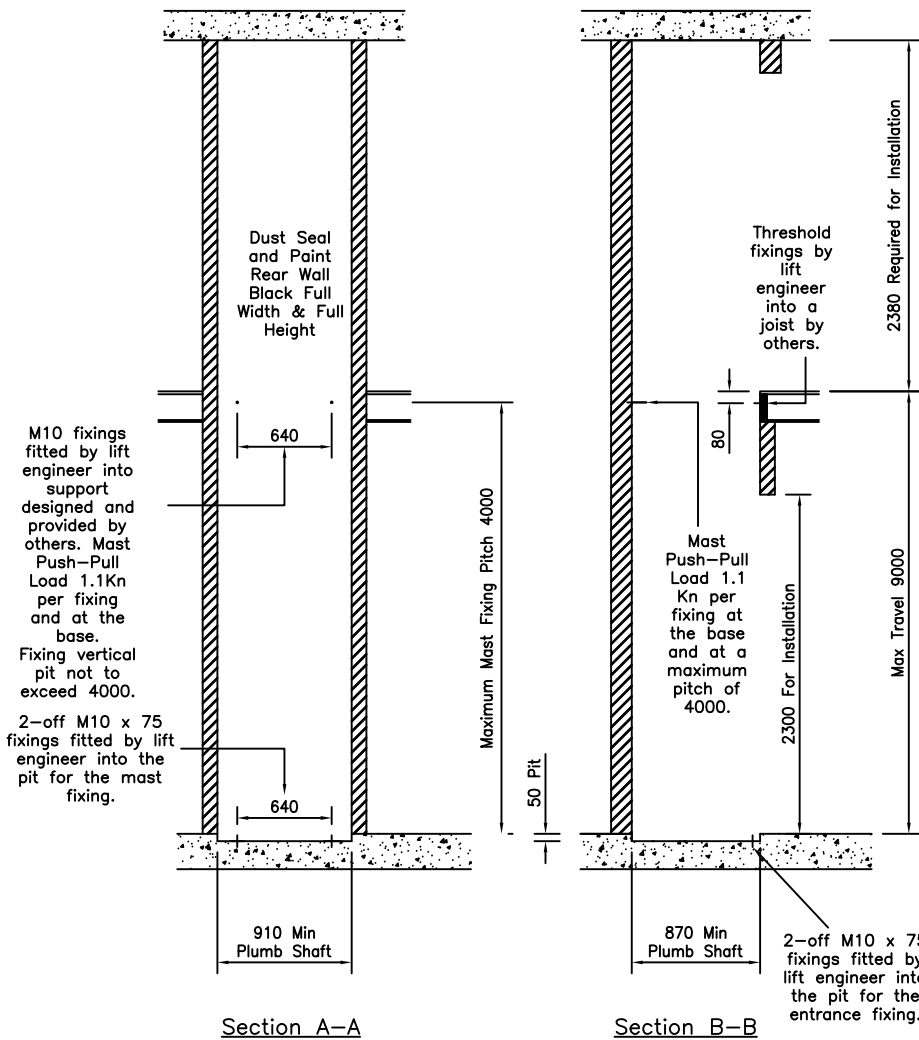 Dust Seal
and Paint
Rear Wall
Black Full
Width & Full
Height
640
M10 fixings
fitted by lift
engineer into
support
designed and
provided by
others. Mast
Push-Pull
Load 1.1Kn
per fixing
and at the
base.
Fixing vertical
pit not to
exceed 4000.
2-off M10 x 75
fixings fitted by lift
engineer into the
pit for the mast
fixing.
640
Maximum Mast Fixing Pitch 4000
910 Min
Plumb Shaft
Section A-A
2380 Required for Installation
Threshold
fixings by
lift
engineer
into a
joist by
others.
80
Mast
Push-Pull
Load 1.1
Kn per
fixing at
the base
and at a
maximum
pitch of
4000.
2300 For Installation
Max Travel 9000
50 Pit
870 Min
Plumb Shaft
2-off M10 x 75
fixings fitted by
lift engineer into
the pit for the
entrance fixing.
Section B-B